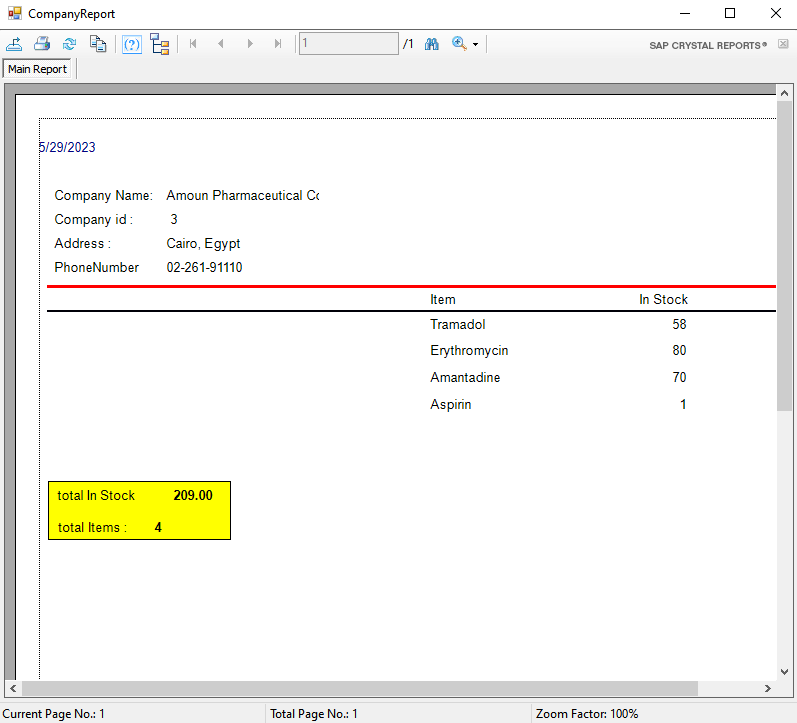 CompanyReport
(?) 1 /1 SAP CRYSTAL REPORTS®
Main Report
5/29/2023
Company Name: Amoun Pharmaceutical Co
Company id : 3
Address : Cairo, Egypt
PhoneNumber 02-261-91110
Item In Stock
Tramadol 58
Erythromycin 80
Amantadine 70
Aspirin 1
total In Stock 209.00
total Items : 4
Current Page No.: 1 Total Page No.: 1 Zoom Factor: 100%